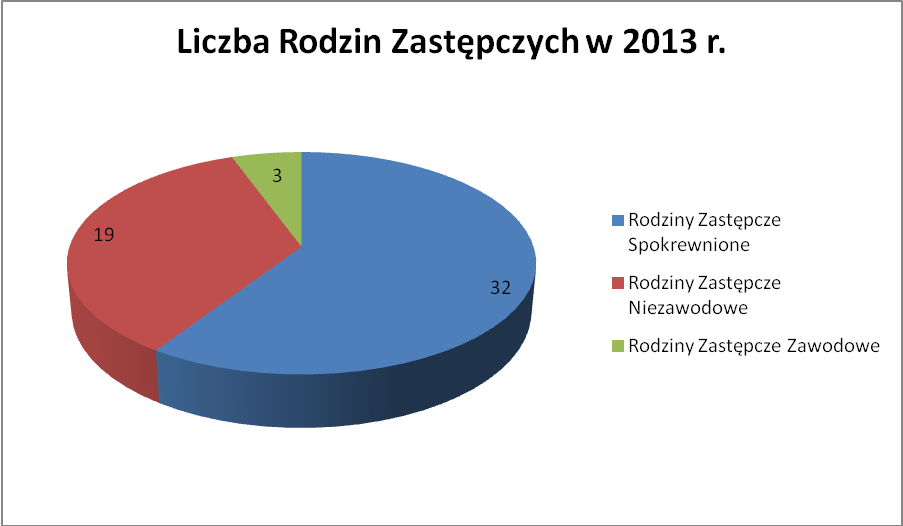 Liczba Rodzin Zastępczych w 2013 r.
3
19
32
Rodziny Zastępcze
Spokrewnione
Rodziny Zastępcze
Niezawodowe
Rodziny Zastępcze Zawodowe